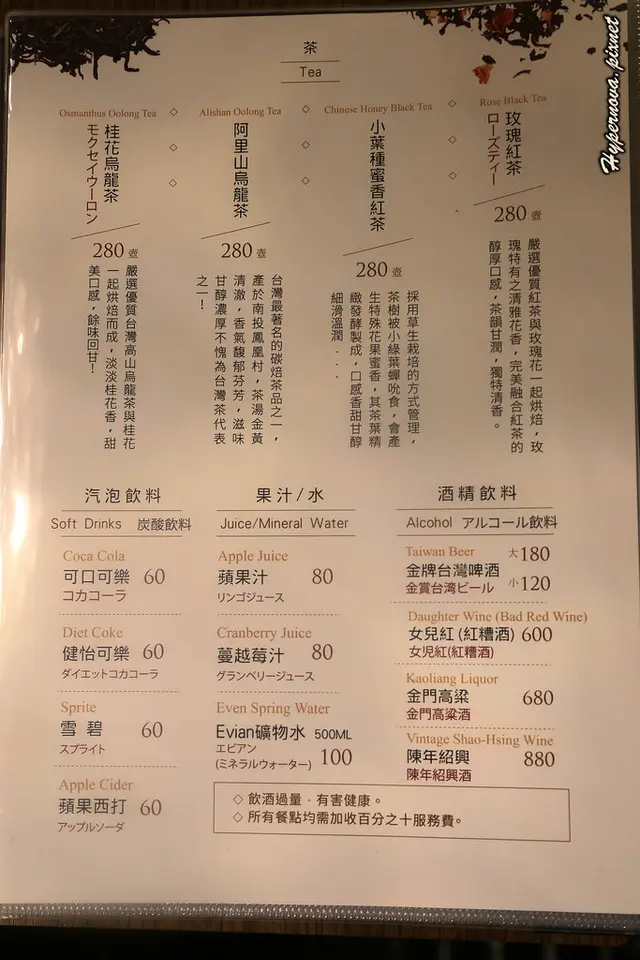 Hypernova.pixnet
茶
Tea
Osmanthus Oolong Tea
桂花烏龍茶
モクセイウーロン
280 壺
嚴選優質台灣高山烏龍茶與桂花
一起烘焙而成，淡淡桂花香，甜
美口感，餘味回甘！
Alishan Oolong Tea
阿里山烏龍茶
280 壺
台灣最著名的碳焙茶品之一，
產於南投鳳凰村，茶湯金黃
清澈，香氣馥郁芬芳，滋味
甘醇濃厚不愧為台灣茶代表
之一！
Chinese Honey Black Tea
小葉種蜜香紅茶
280 壺
採用草生栽培的方式管理，
茶樹被小綠葉蟬吮食，會產
生特殊花果蜜香，其茶葉精
緻發酵製成，口感香甜甘醇
細滑溫潤...
Rose Black Tea
玫瑰紅茶
ローズティー
280 壺
嚴選優質紅茶與玫瑰花一起烘焙，玫
瑰特有之清雅花香，完美融合紅茶的
醇厚口感，茶韻甘潤，獨特清香。
汽泡飲料
Soft Drinks 炭酸飲料
Coca Cola
可口可樂 60
コカコーラ
Diet Coke
健怡可樂 60
ダイエットコカコーラ
Sprite
雪碧 60
スプライト
Apple Cider
蘋果西打 60
アップルソーダ
果汁/水
Juice/Mineral Water
Apple Juice
蘋果汁 80
リンゴジュース
Cranberry Juice
蔓越莓汁 80
グランベリージュース
Even Spring Water
Evian礦物水 500ML
エビアン
(ミネラルウォーター) 100
酒精飲料
Alcohol アルコール飲料
Taiwan Beer
大180
金牌台灣啤酒
金賞台湾ビール
小120
Daughter Wine (Bad Red Wine)
女兒紅(紅糟酒) 600
女児紅(紅糟酒)
Kaoliang Liquor
金門高粱 680
金門高粱酒
Vintage Shao-Hsing Wine
陳年紹興 880
陳年紹興酒
◇ 飲酒過量．有害健康。
◇ 所有餐點均需加收百分之十服務費。